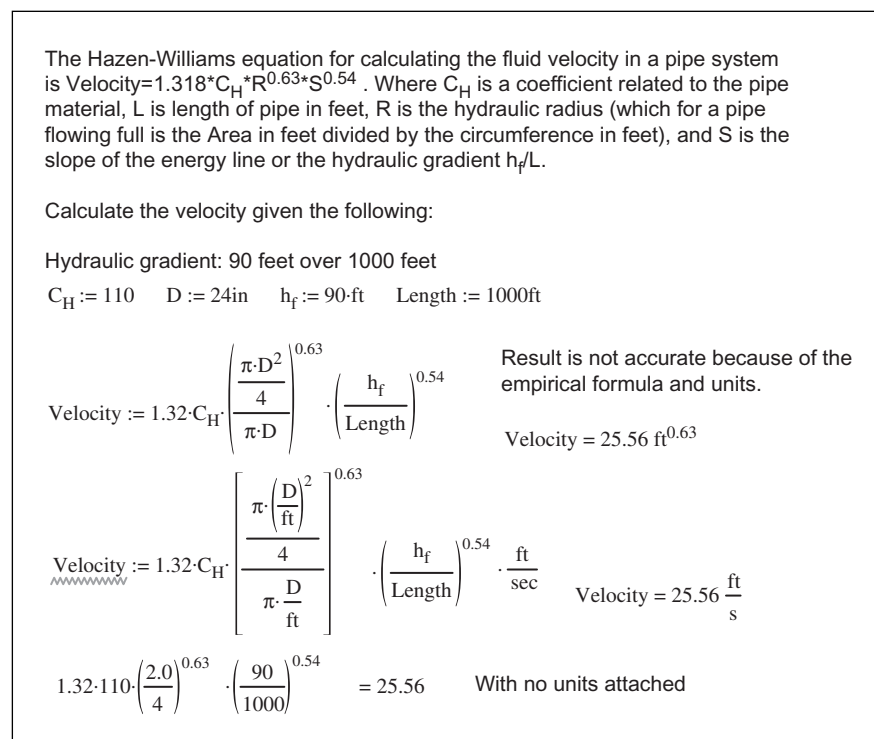 The Hazen-Williams equation for calculating the fluid velocity in a pipe system
is Velocity=1.318*C_H*R^0.63*S^0.54 . Where C_H is a coefficient related to the pipe
material, L is length of pipe in feet, R is the hydraulic radius (which for a pipe
flowing full is the Area in feet divided by the circumference in feet), and S is the
slope of the energy line or the hydraulic gradient h_f/L.
Calculate the velocity given the following:
Hydraulic gradient: 90 feet over 1000 feet
C_H := 110 D := 24in h_f := 90·ft Length := 1000ft
Velocity := 1.32·C_H·(((π·D^2)/4)/(π·D))^0.63 · (h_f/Length)^0.54
Result is not accurate because of the
empirical formula and units.
Velocity = 25.56 ft^0.63
Velocity := 1.32·C_H·[((π·(D/ft)^2)/4)/(π·D/ft)]^0.63 · (h_f/Length)^0.54 · ft/sec Velocity = 25.56 ft/s
1.32·110·(2.0/4)^0.63 · (90/1000)^0.54 = 25.56 With no units attached